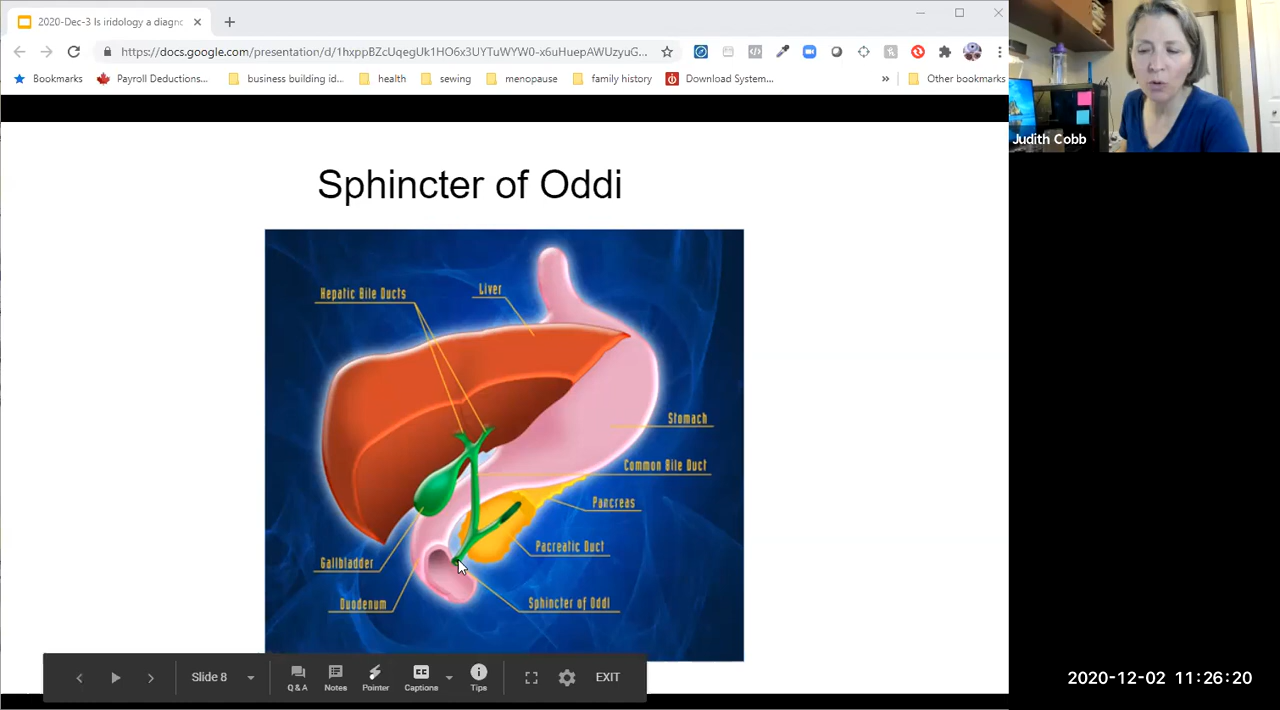 2020-Dec-3 Is iridology a diagno
https://docs.google.com/presentation/d/1hxppBZcUqegUk1HO6x3UYTuWYW0-x6uHuepAWUzyuG...
Bookmarks
Payroll Deductions...
business building id...
health
sewing
menopause
family history
Download System...
»
Other bookmarks
Judith Cobb
Sphincter of Oddi
Hepatic Bile Ducts
Liver
Stomach
Common Bile Duct
Pancreas
Pacreatic Duct
Gallbladder
Duodenum
Sphincter of Oddi
Slide 8
Q & A
Notes
Pointer
CC
Captions
Tips
EXIT
2020-12-02 11:26:20